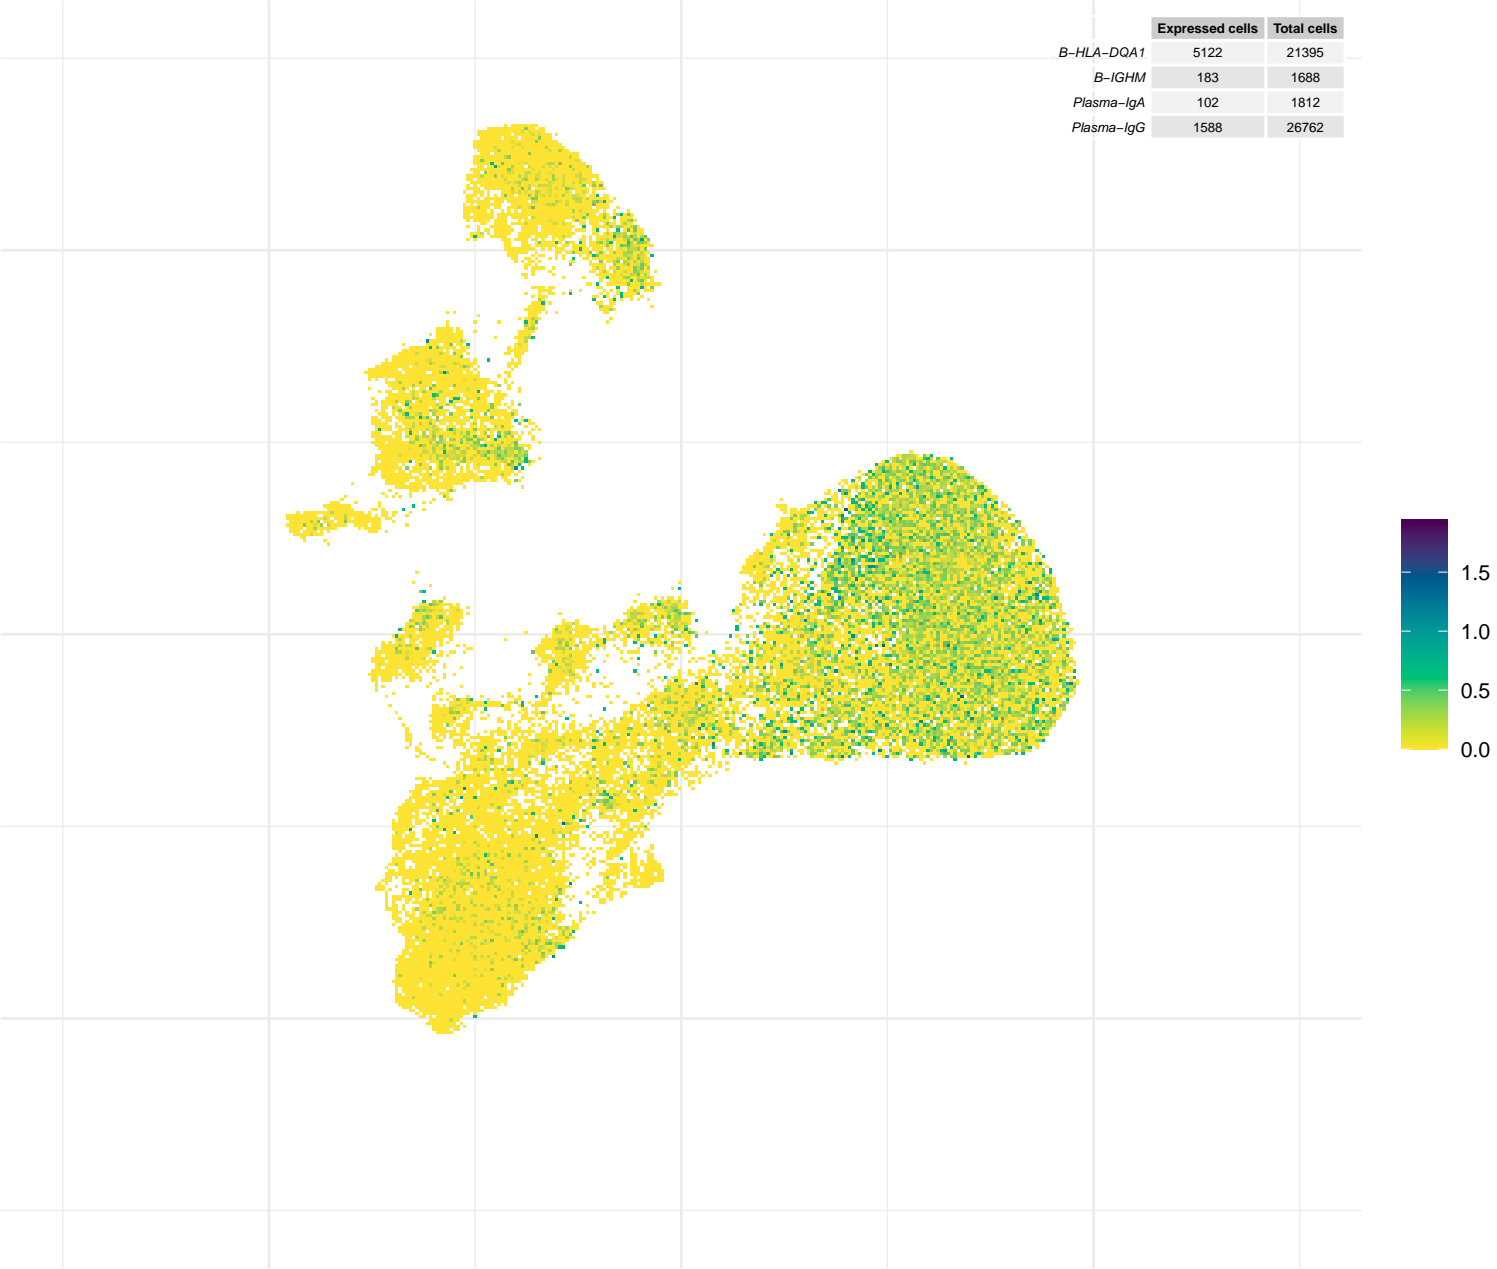 Expressed cells Total cells
B−HLA−DQA1 5122 21395
B−IGHM 183 1688
Plasma−IgA 102 1812
Plasma−IgG 1588 26762
1.5
1.0
0.5
0.0